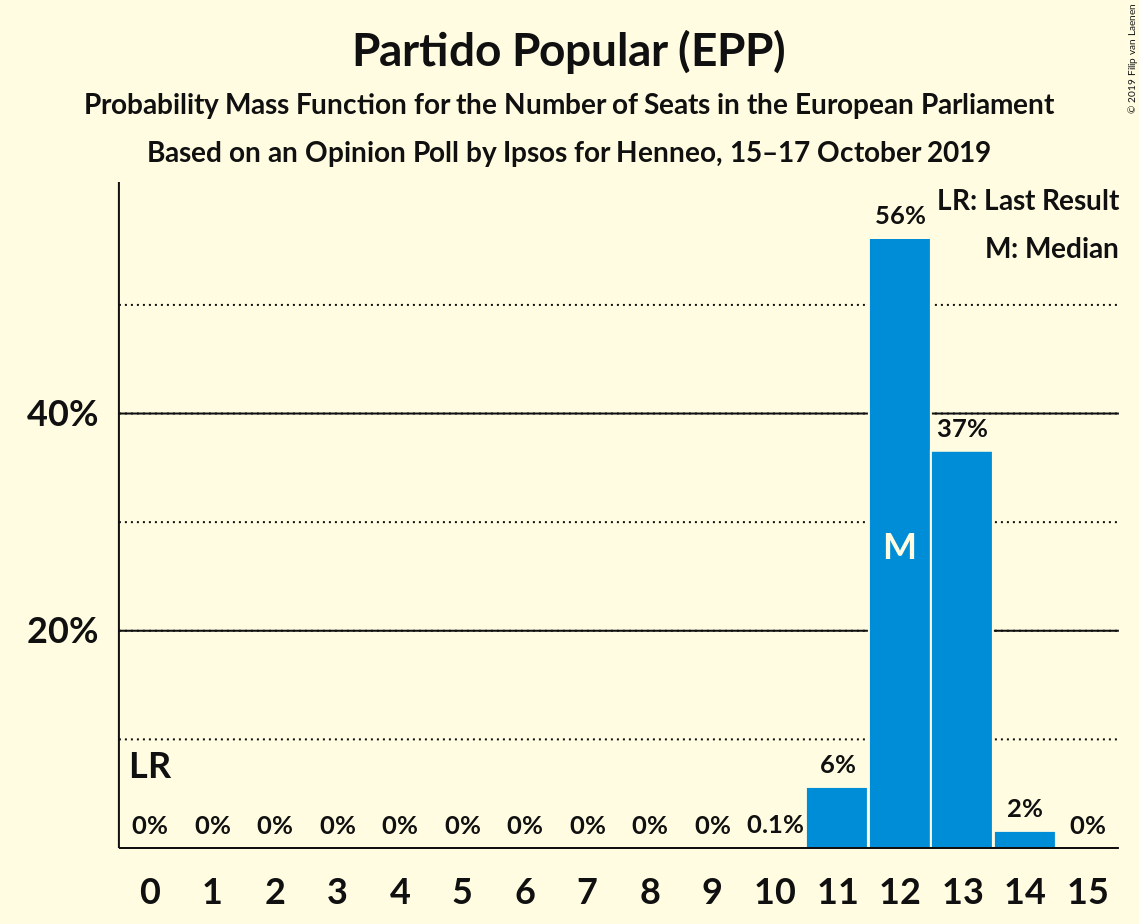 Partido Popular (EPP)
Probability Mass Function for the Number of Seats in the European Parliament
Based on an Opinion Poll by Ipsos for Henneo, 15–17 October 2019
© 2019 Filip van Laenen
LR: Last Result
M: Median
56%
40%
37%
M
20%
LR
6%
2%
0% 0% 0% 0% 0% 0% 0% 0% 0% 0% 0.1% 0%
0 1 2 3 4 5 6 7 8 9 10 11 12 13 14 15